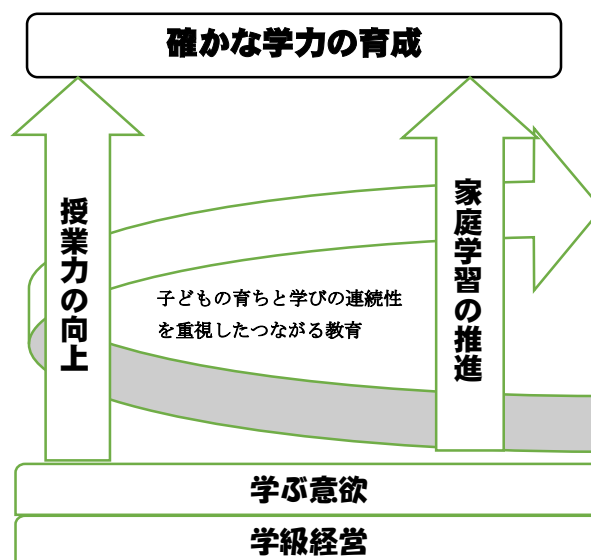 確かな学力の育成
授業力の向上
家庭学習の推進
子どもの育ちと学びの連続性
を重視したつながる教育
学ぶ意欲
学級経営